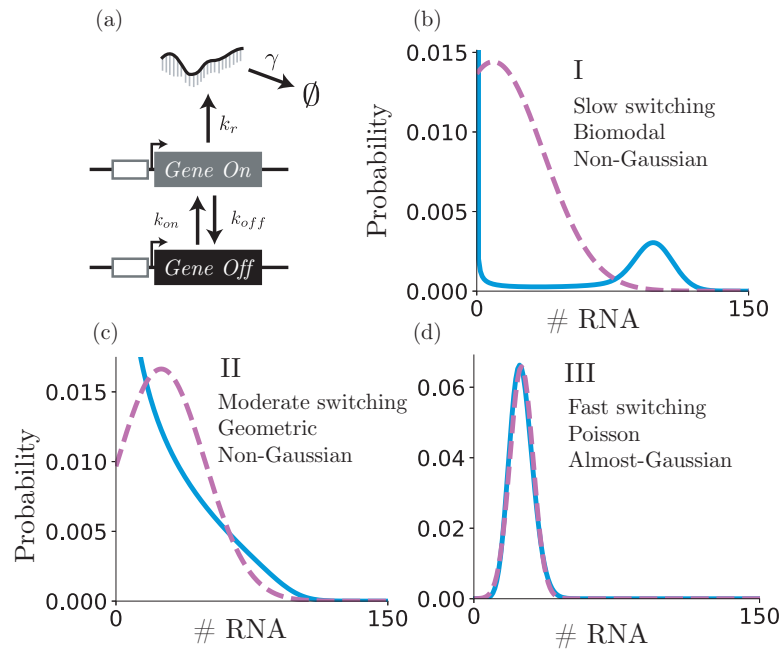 (a)
γ
∅
k_r
Gene On
k_on
k_off
Gene Off
(b)
0.015
0.010
0.005
0.000
Probability
I
Slow switching
Biomodal
Non-Gaussian
0
150
# RNA
(c)
0.015
0.010
0.005
0.000
Probability
II
Moderate switching
Geometric
Non-Gaussian
0
150
# RNA
(d)
0.06
0.04
0.02
0.00
III
Fast switching
Poisson
Almost-Gaussian
0
150
# RNA